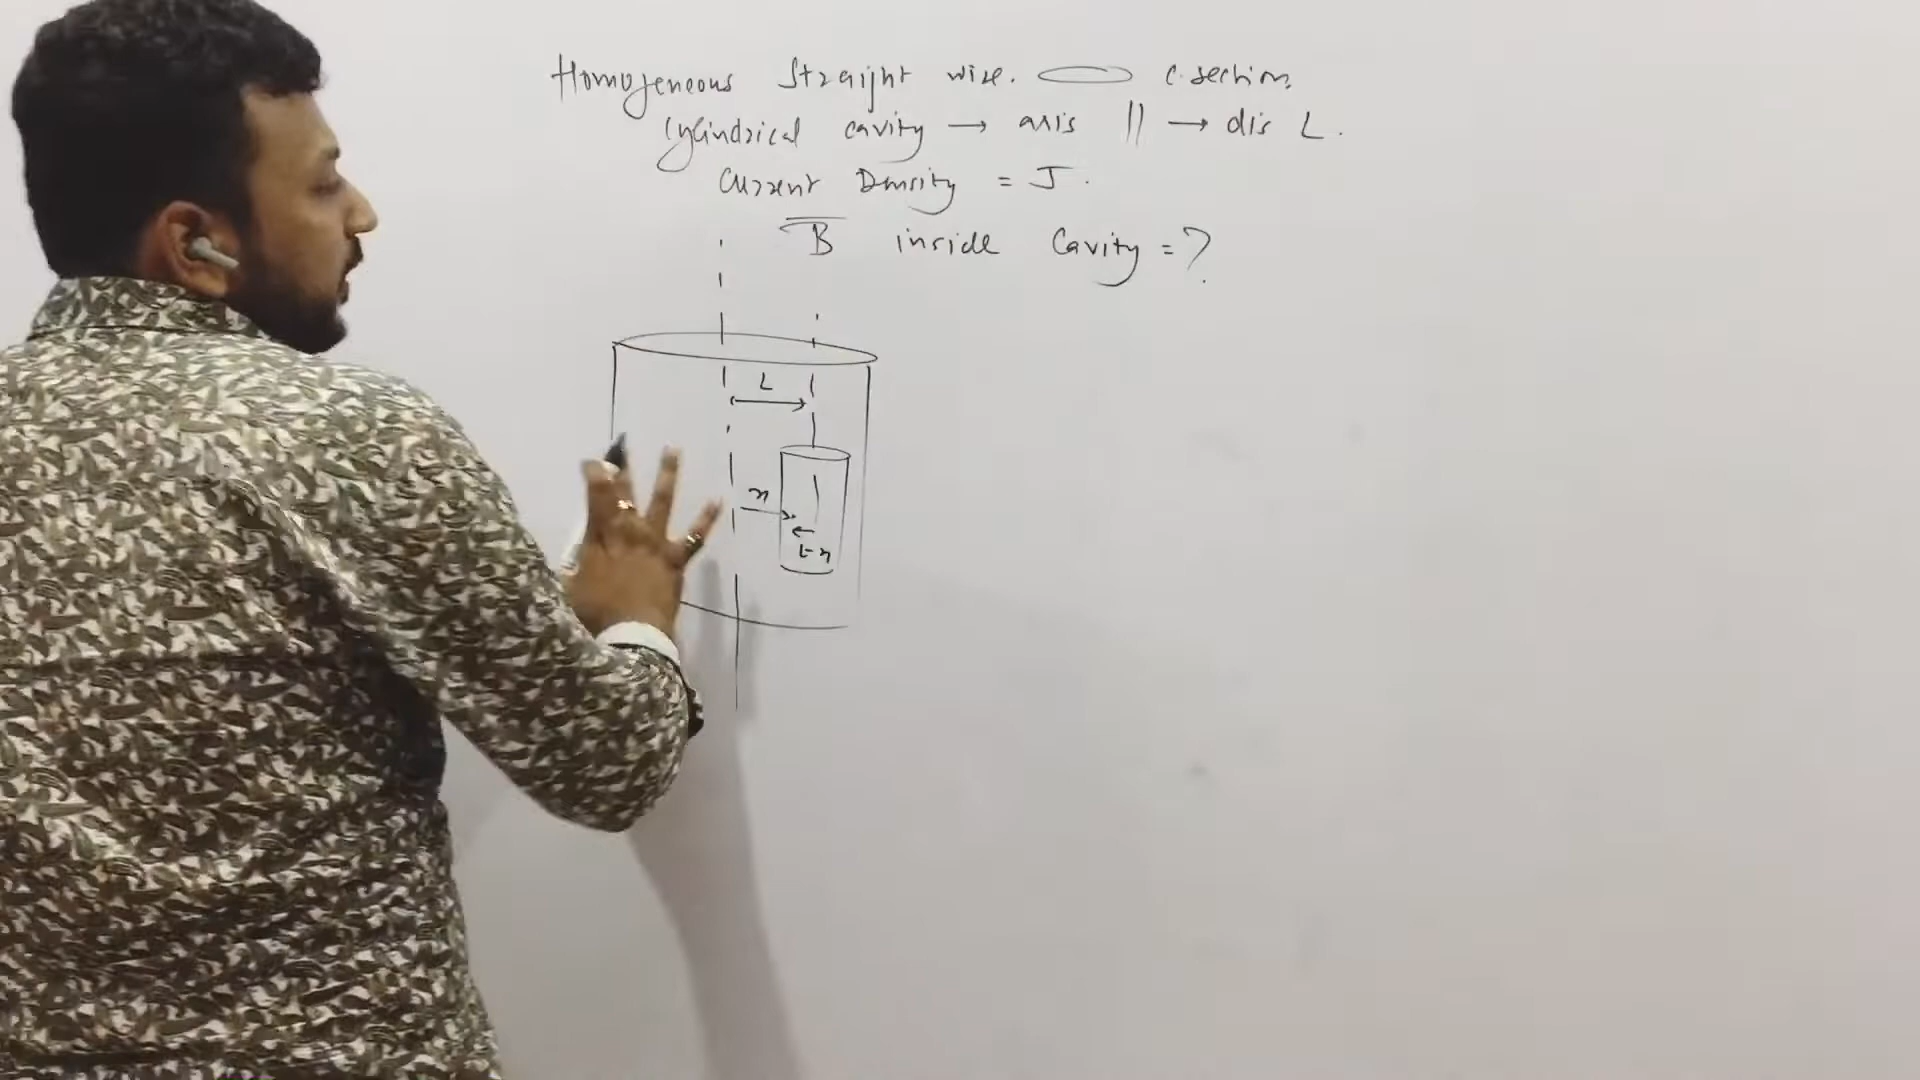 Homogeneous Straight wire. c. section
Cylindrical cavity → axis || → dis L.
Current Density = J.
B inside Cavity = ?
L
x
L-x